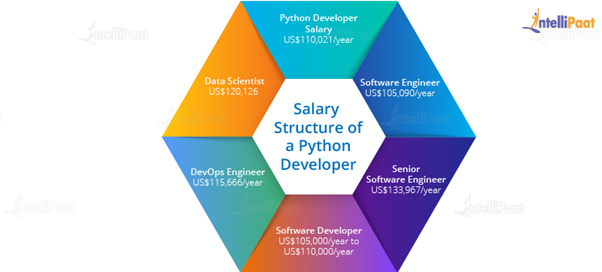 IntelliPaat
Python Developer
Salary
US$110,021/year
Data Scientist
US$120,126
Software Engineer
US$105,090/year
Salary
Structure of
a Python
Developer
DevOps Engineer
US$115,666/year
Senior
Software Engineer
US$133,967/year
Software Developer
US$105,000/year to
US$110,000/year